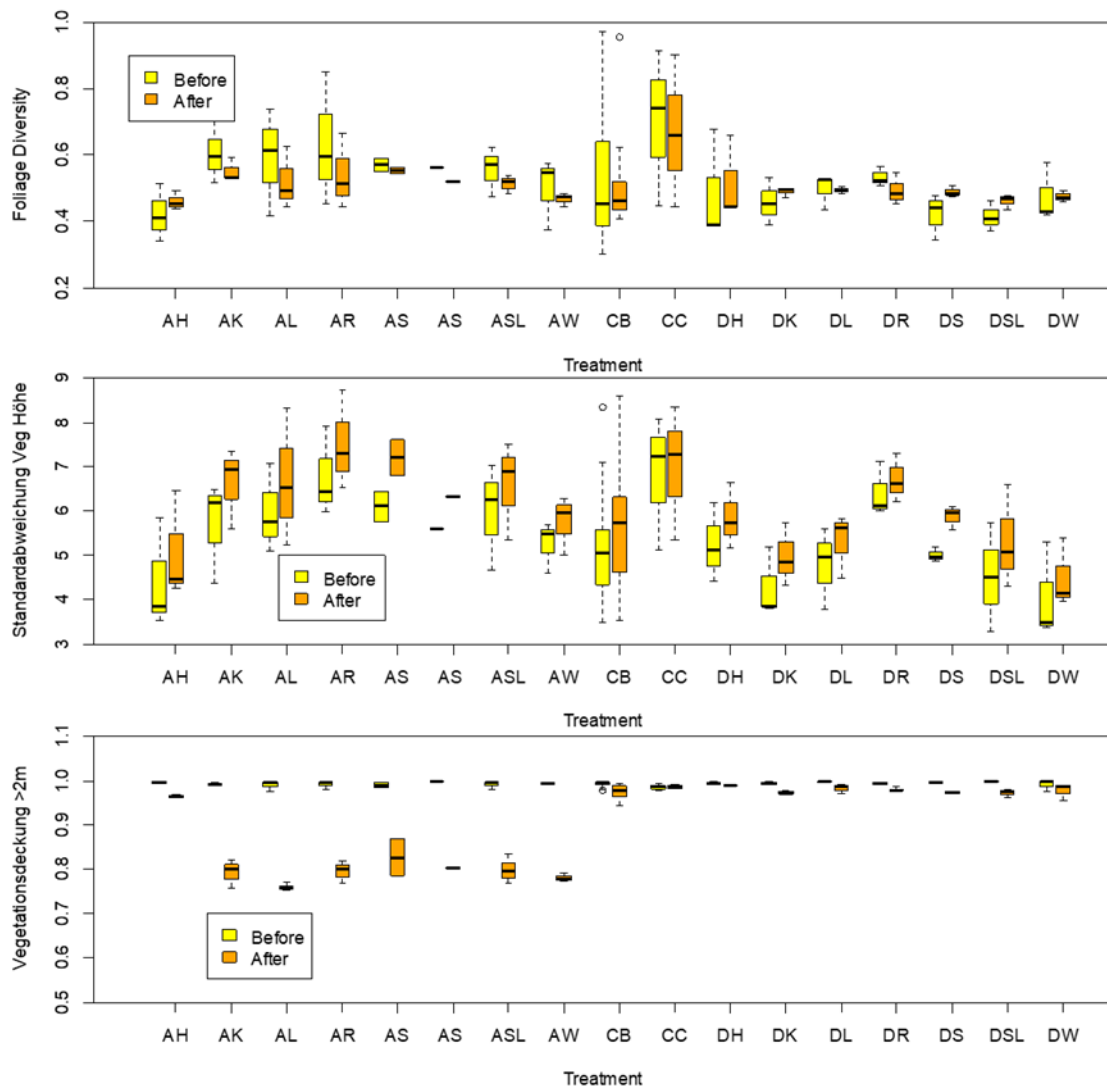 Foliage Diversity
1.0
0.8
0.6
0.4
0.2
Before
After
AH AK AL AR AS AS ASL AW CB CC DH DK DL DR DS DSL DW
Treatment
Standardabweichung Veg Höhe
9
8
7
6
5
4
3
Before
After
AH AK AL AR AS AS ASL AW CB CC DH DK DL DR DS DSL DW
Treatment
Vegetationsdeckung >2m
1.1
1.0
0.9
0.8
0.7
0.6
0.5
Before
After
AH AK AL AR AS AS ASL AW CB CC DH DK DL DR DS DSL DW
Treatment